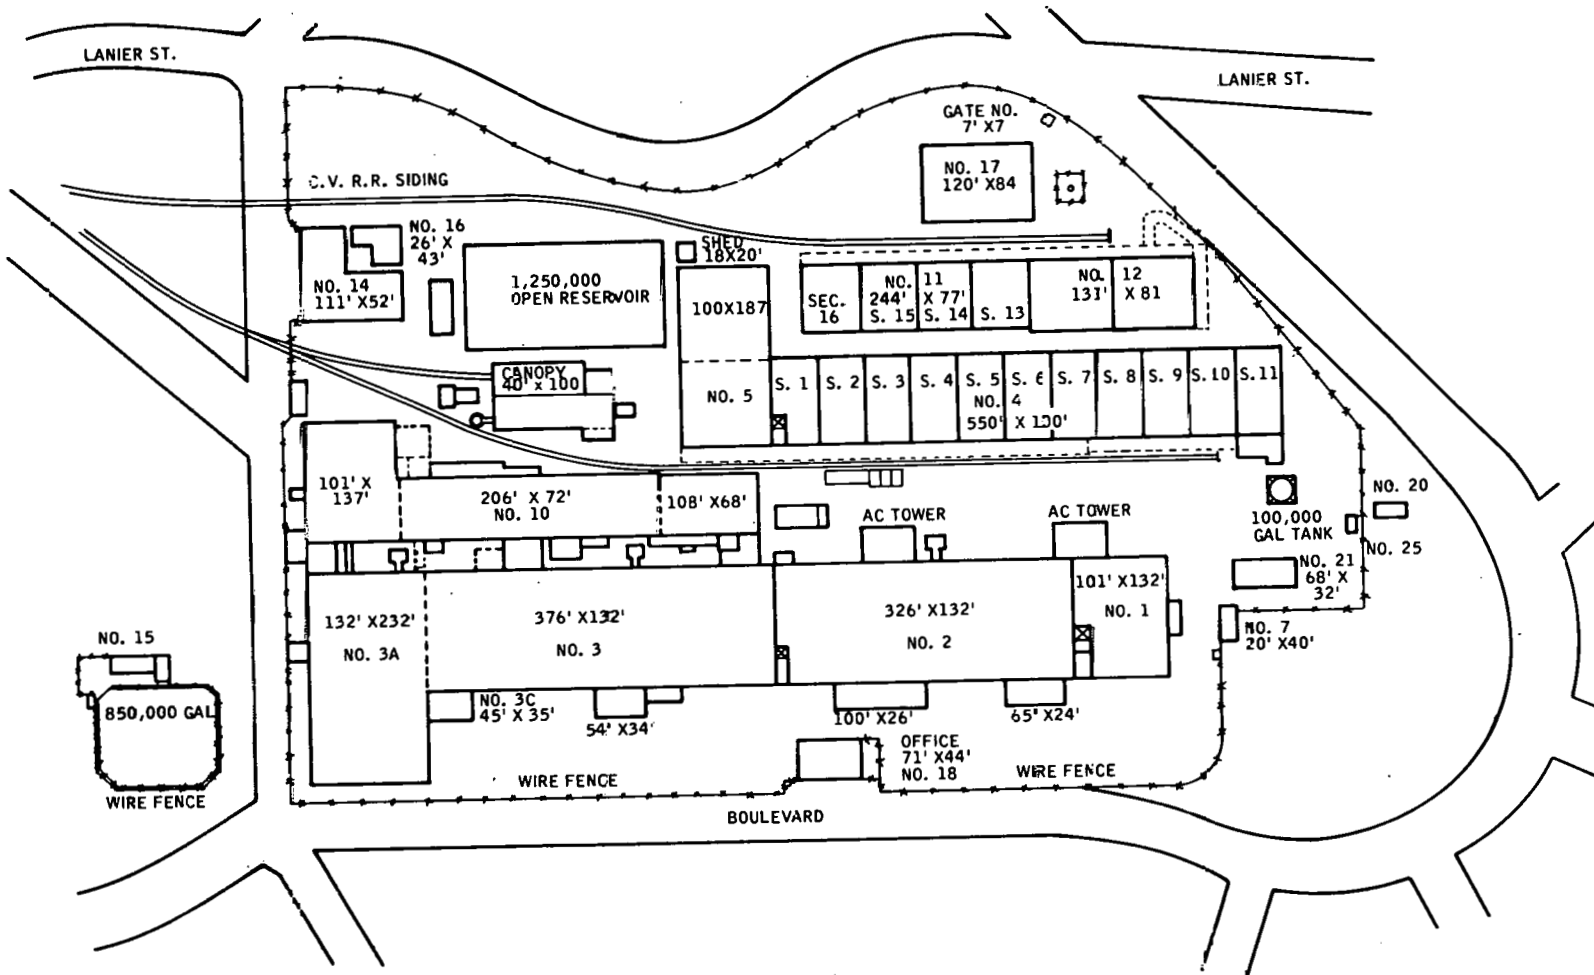 LANIER ST.
LANIER ST.
GATE NO.
7' X7
C.V. R.R. SIDING
NO. 17
120' X84
NO. 16
26' X
43'
SHED
18X20'
NO. 14
111' X52'
1,250,000
OPEN RESERVOIR
100X187
SEC.
16
NO. 11
244' X 77'
S. 15 S. 14
S. 13
NO. 12
131' X 81
CANOPY
40' X 100
NO. 5
S. 1
S. 2
S. 3
S. 4
S. 5
S. 6
S. 7
S. 8
S. 9
S. 10
S. 11
NO. 4
550' X 100'
101' X
137'
206' X 72'
NO. 10
108' X68'
AC TOWER
AC TOWER
100,000
GAL TANK
NO. 20
NO. 25
NO. 21
68' X
32'
132' X232'
NO. 3A
376' X132'
NO. 3
326' X132'
NO. 2
101' X132'
NO. 1
NO. 7
20' X40'
NO. 15
850,000 GAL
WIRE FENCE
NO. 3C
45' X 35'
54' X34'
100' X26'
65' X24'
OFFICE
71' X44'
NO. 18
WIRE FENCE
WIRE FENCE
BOULEVARD